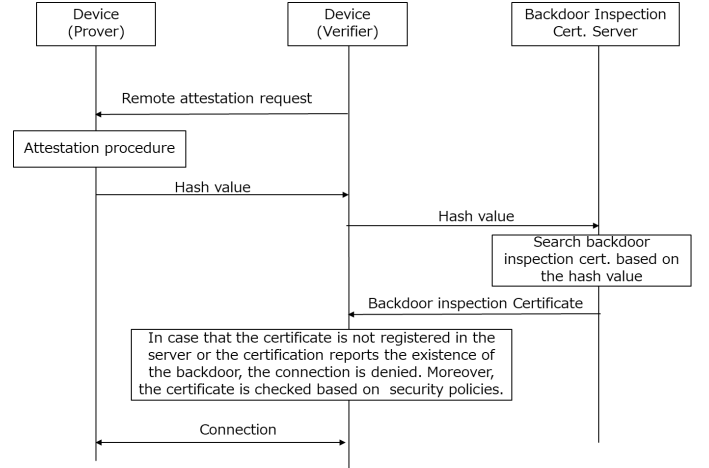 Device
(Prover)
Device
(Verifier)
Backdoor Inspection
Cert. Server
Remote attestation request
Attestation procedure
Hash value
Hash value
Search backdoor
inspection cert. based on
the hash value
Backdoor inspection Certificate
In case that the certificate is not registered in the
server or the certification reports the existence of
the backdoor, the connection is denied. Moreover,
the certificate is checked based on security policies.
Connection